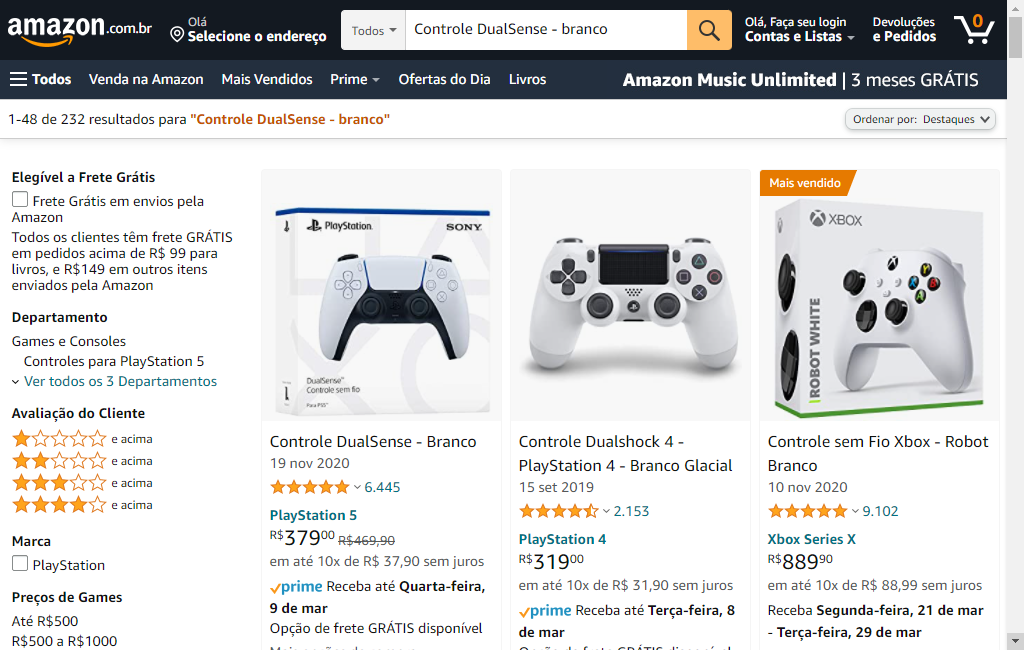 amazon.com.br
Olá
Selecione o endereço
Todos
Controle DualSense - branco
Olá, Faça seu login
Contas e Listas
Devoluções
e Pedidos
0
Todos
Venda na Amazon
Mais Vendidos
Prime
Ofertas do Dia
Livros
Amazon Music Unlimited | 3 meses GRÁTIS
1-48 de 232 resultados para "Controle DualSense - branco"
Ordenar por: Destaques
Elegível a Frete Grátis
Frete Grátis em envios pela
Amazon
Todos os clientes têm frete GRÁTIS
em pedidos acima de R$ 99 para
livros, e R$149 em outros itens
enviados pela Amazon
Departamento
Games e Consoles
Controles para PlayStation 5
Ver todos os 3 Departamentos
Avaliação do Cliente
e acima
e acima
e acima
e acima
Marca
PlayStation
Preços de Games
Até R$500
R$500 a R$1000
PlayStation
SONY
DualSense™
Controle sem fio
Para PS5™
Controle DualSense - Branco
19 nov 2020
6.445
PlayStation 5
R$37900 R$469,90
em até 10x de R$ 37,90 sem juros
prime Receba até Quarta-feira,
9 de mar
Opção de frete GRÁTIS disponível
Controle Dualshock 4 -
PlayStation 4 - Branco Glacial
15 set 2019
2.153
PlayStation 4
R$31900
em até 10x de R$ 31,90 sem juros
prime Receba até Terça-feira, 8
de mar
Opção de frete GRÁTIS disponível
Mais vendido
XBOX
ROBOT WHITE
XBOX
Controle sem Fio Xbox - Robot
Branco
10 nov 2020
9.102
Xbox Series X
R$88990
em até 10x de R$ 88,99 sem juros
Receba Segunda-feira, 21 de mar
- Terça-feira, 29 de mar